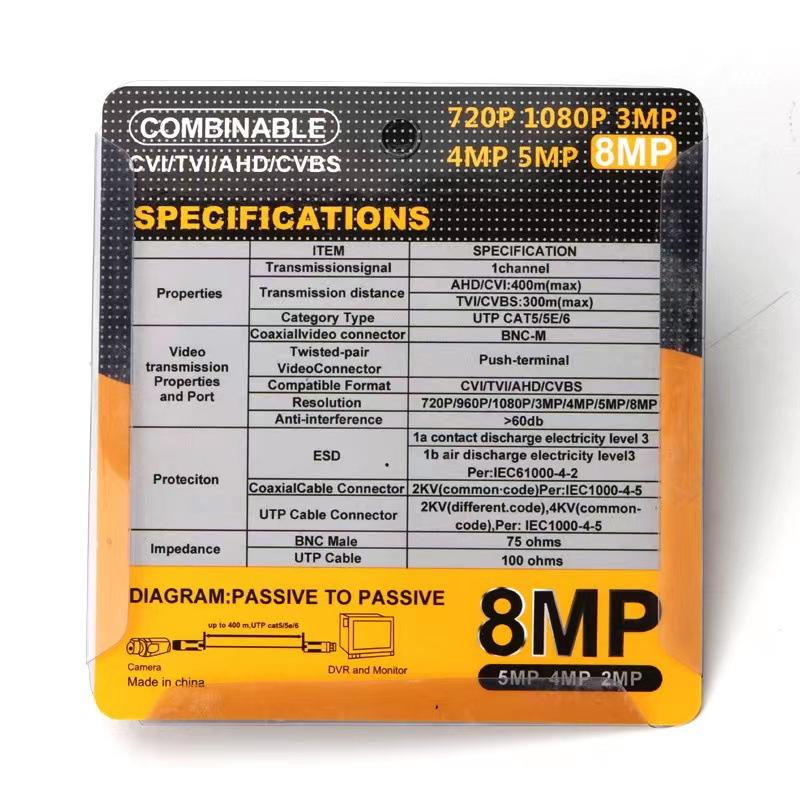 COMBINABLE
CVI/TVI/AHD/CVBS
720P 1080P 3MP
4MP 5MP 8MP
SPECIFICATIONS
ITEM SPECIFICATION
Properties
Transmissionsignal 1channel
Transmission distance
AHD/CVI:400m(max)
TVI/CVBS:300m(max)
Category Type UTP CAT5/5E/6
Video
transmission
Properties
and Port
Coaxiallvideo connector BNC-M
Twisted-pair
VideoConnector
Push-terminal
Compatible Format CVI/TVI/AHD/CVBS
Resolution 720P/960P/1080P/3MP/4MP/5MP/8MP
Anti-interference >60db
Proteciton
ESD
1a contact discharge electricity level 3
1b air discharge electricity level3
Per:IEC61000-4-2
CoaxialCable Connector 2KV(common·code)Per:IEC1000-4-5
UTP Cable Connector
2KV(different.code),4KV(common-
code),Per: IEC1000-4-5
Impedance
BNC Male 75 ohms
UTP Cable 100 ohms
DIAGRAM:PASSIVE TO PASSIVE
up to 400 m,UTP cat5/5e/6
Camera
DVR and Monitor
Made in china
8MP
5MP 4MP 2MP